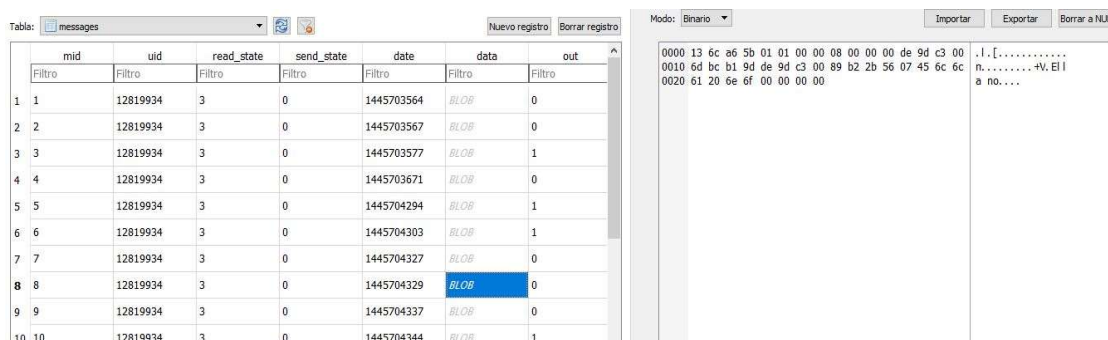 Tabla: messages Nuevo registro Borrar registro
mid uid read_state send_state date data out
Filtro Filtro Filtro Filtro Filtro Filtro Filtro
1 1 12819934 3 0 1445703564 BLOB 0
2 2 12819934 3 0 1445703567 BLOB 0
3 3 12819934 3 0 1445703577 BLOB 1
4 4 12819934 3 0 1445703671 BLOB 0
5 5 12819934 3 0 1445704294 BLOB 1
6 6 12819934 3 0 1445704303 BLOB 1
7 7 12819934 3 0 1445704327 BLOB 0
8 8 12819934 3 0 1445704329 BLOB 0
9 9 12819934 3 0 1445704337 BLOB 0
10 10 12819934 3 0 1445704344 BLOB 1
Modo: Binario Importar Exportar Borrar a NU
0000 13 6c a6 5b 01 01 00 00 08 00 00 00 de 9d c3 00 .l.[............
0010 6d bc b1 9d de 9d c3 00 89 b2 2b 56 07 45 6c 6c n.........+V.Ell
0020 61 20 6e 6f 00 00 00 00 a no....